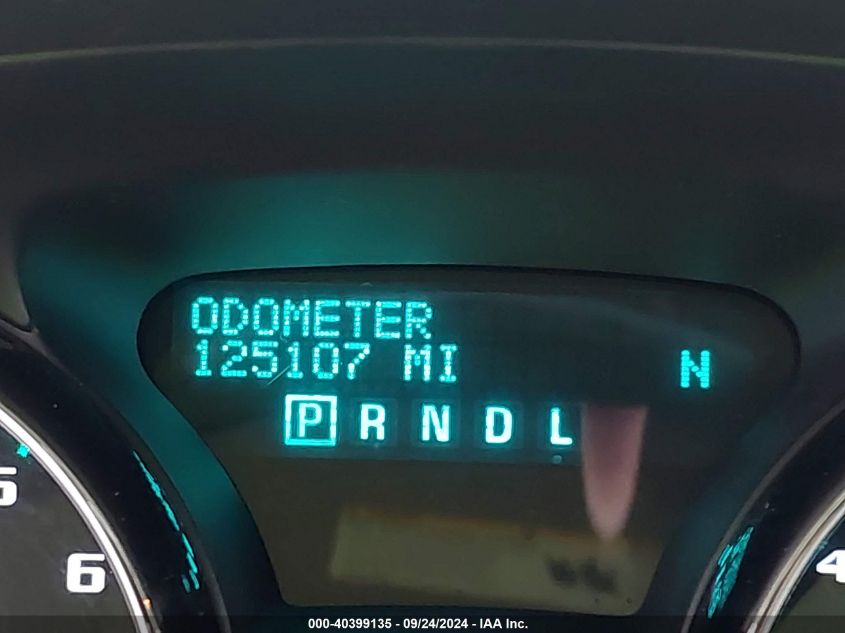 ODOMETER
125107 MI
N
P R N D L
5
6
4
000-40399135 - 09/24/2024 - IAA Inc.